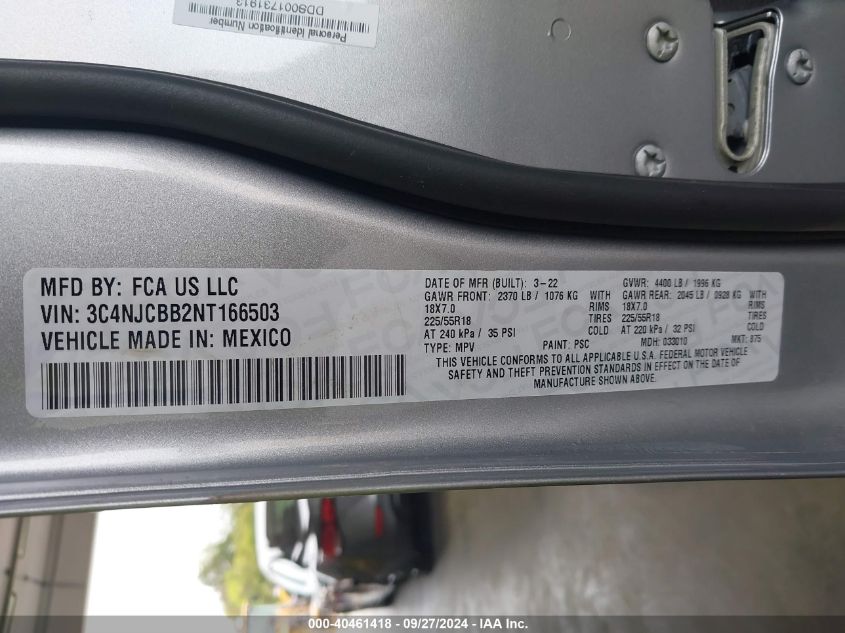 Personal Identification Number
DDS001731913
MFD BY: FCA US LLC
VIN: 3C4NJCBB2NT166503
VEHICLE MADE IN: MEXICO
DATE OF MFR (BUILT): 3-22 GVWR: 4400 LB / 1996 KG
GAWR FRONT: 2370 LB / 1076 KG WITH GAWR REAR: 2045 LB / 0928 KG WITH
18X7.0 RIMS 18X7.0 RIMS
225/55R18 TIRES 225/55R18 TIRES
AT 240 kPa / 35 PSI COLD AT 220 kPa / 32 PSI COLD
TYPE: MPV PAINT: PSC MDH: 033010 MKT: 875
THIS VEHICLE CONFORMS TO ALL APPLICABLE U.S.A. FEDERAL MOTOR VEHICLE
SAFETY AND THEFT PREVENTION STANDARDS IN EFFECT ON THE DATE OF
MANUFACTURE SHOWN ABOVE.
000-40461418 - 09/27/2024 - IAA Inc.